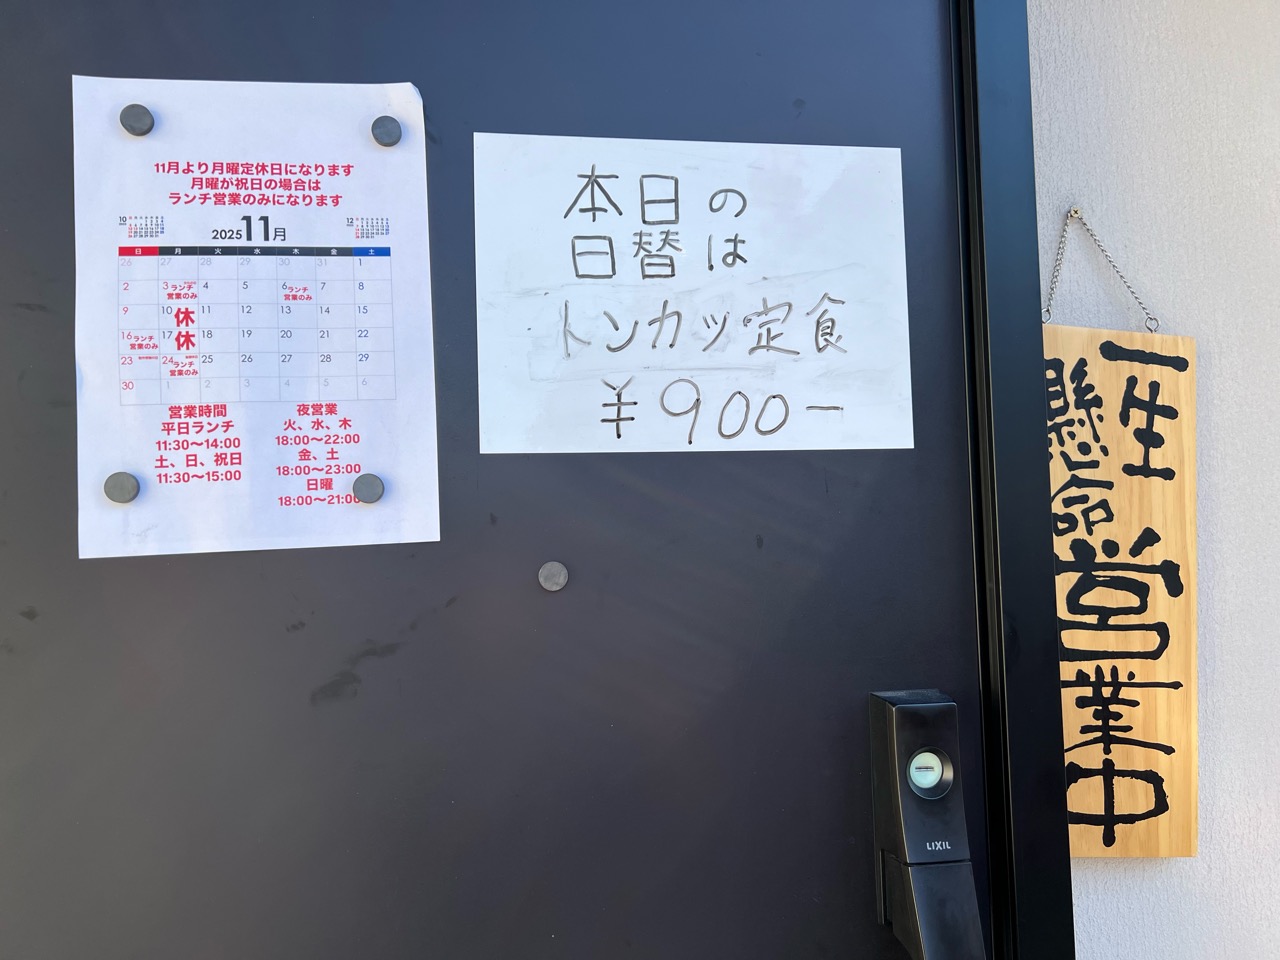 11月より月曜定休日になります
月曜が祝日の場合は
ランチ営業のみになります
10
2025 11月
12
日 月 火 水 木 金 土
26 27 28 29 30 31 1
2 3 ランチ 営業のみ 4 5 6 ランチ 営業のみ 7 8
9 10 休 11 12 13 14 15
16 ランチ 営業のみ 17 休 18 19 20 21 22
23 24 ランチ 営業のみ 25 26 27 28 29
30 1 2 3 4 5 6
営業時間
平日ランチ
11:30〜14:00
土、日、祝日
11:30〜15:00
夜営業
火、水、木
18:00〜22:00
金、土
18:00〜23:00
日曜
18:00〜21:00
本日の
日替は
トンカツ定食
¥900−
一生
懸命
営業中
LIXIL